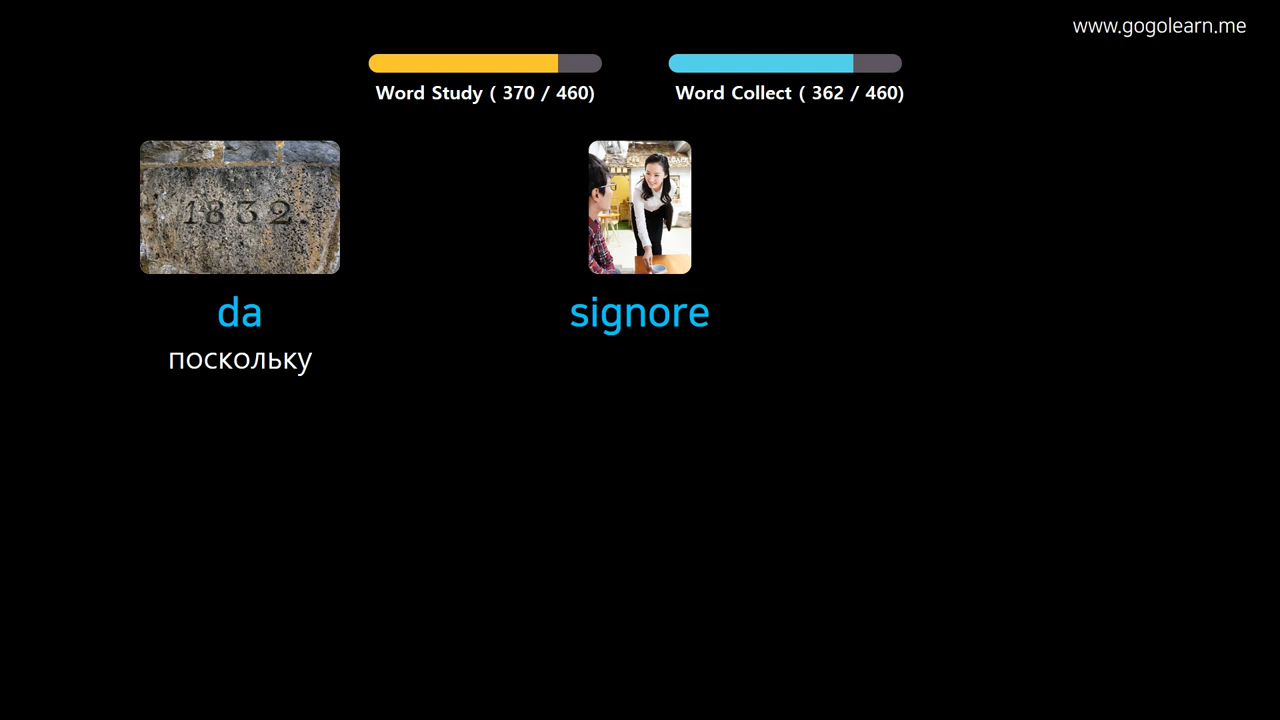 www.gogolearn.me
Word Study ( 370 / 460)
Word Collect ( 362 / 460)
1832.
da
signore
поскольку